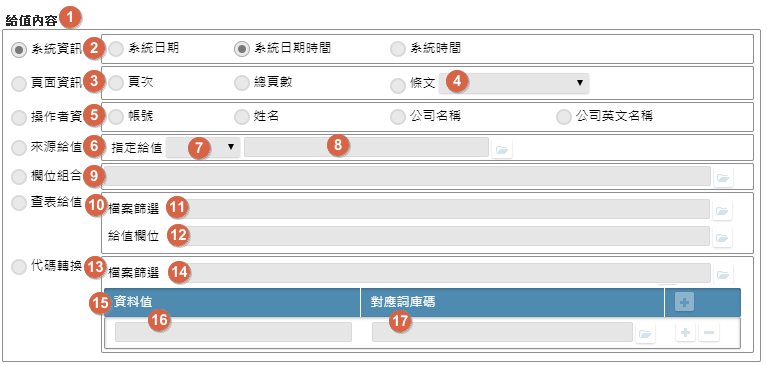 給值內容 1
系統資訊 2 系統日期 系統日期時間 系統時間
頁面資訊 3 頁次 總頁數 條文 4
操作者資 5 帳號 姓名 公司名稱 公司英文名稱
來源給值 6 指定給值 7 8
欄位組合 9
查表給值 10 檔案篩選 11
給值欄位 12
代碼轉換 13 檔案篩選 14
15 資料值 對應詞庫碼
16 17